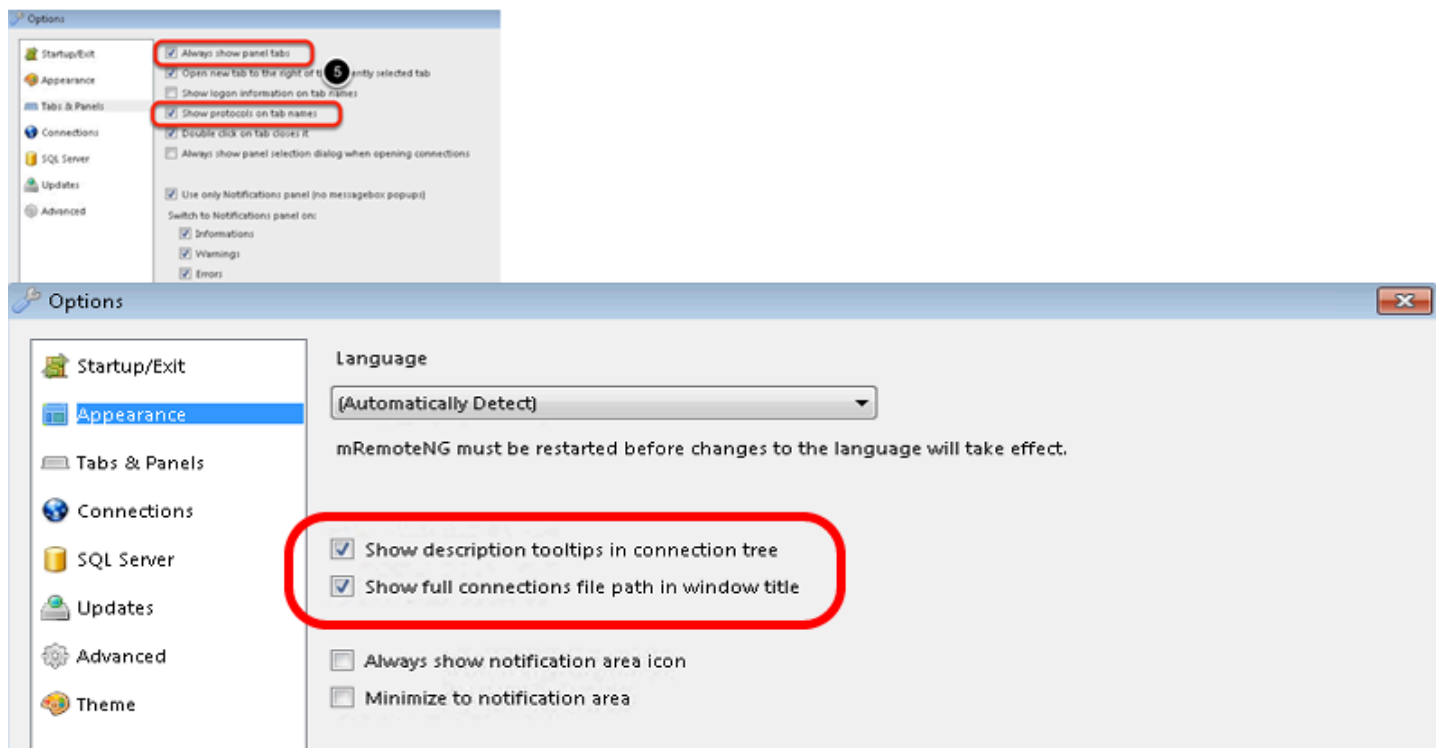 Options
Startup/Exit
Appearance
Tabs & Panels
Connections
SQL Server
Updates
Advanced
Always show panel tabs
Open new tab to the right of t 5 ently selected tab
Show logon information on tab names
Show protocols on tab names
Double click on tab closes it
Always show panel selection dialog when opening connections
Use only Notifications panel (no messagebox popups)
Switch to Notifications panel on:
Informations
Warnings
Errors
Options
Startup/Exit
Appearance
Tabs & Panels
Connections
SQL Server
Updates
Advanced
Theme
Language
(Automatically Detect)
mRemoteNG must be restarted before changes to the language will take effect.
Show description tooltips in connection tree
Show full connections file path in window title
Always show notification area icon
Minimize to notification area